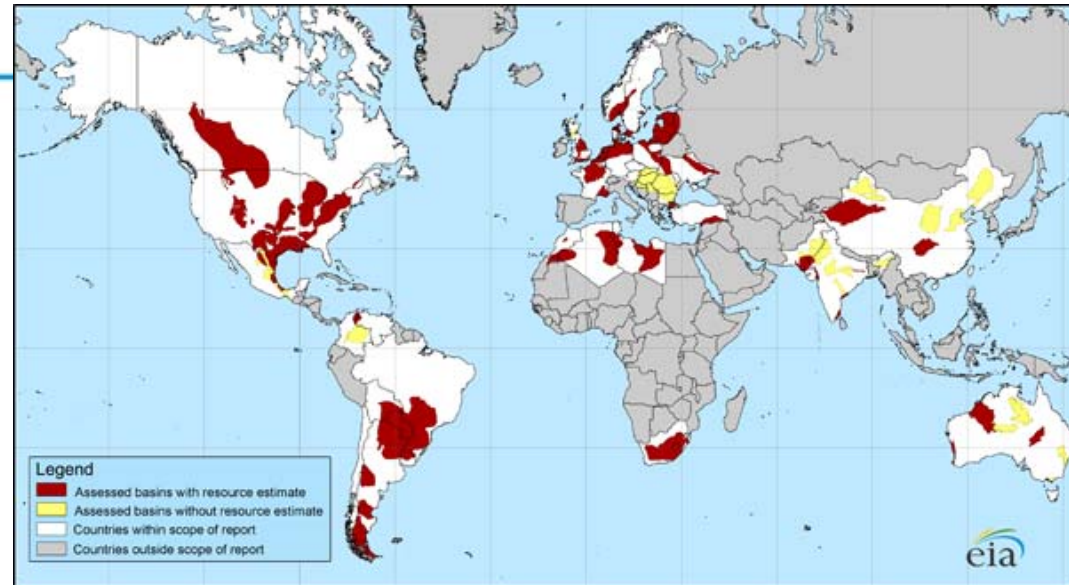 Legend
Assessed basins with resource estimate
Assessed basins without resource estimate
Countries within scope of report
Countries outside scope of report
eia